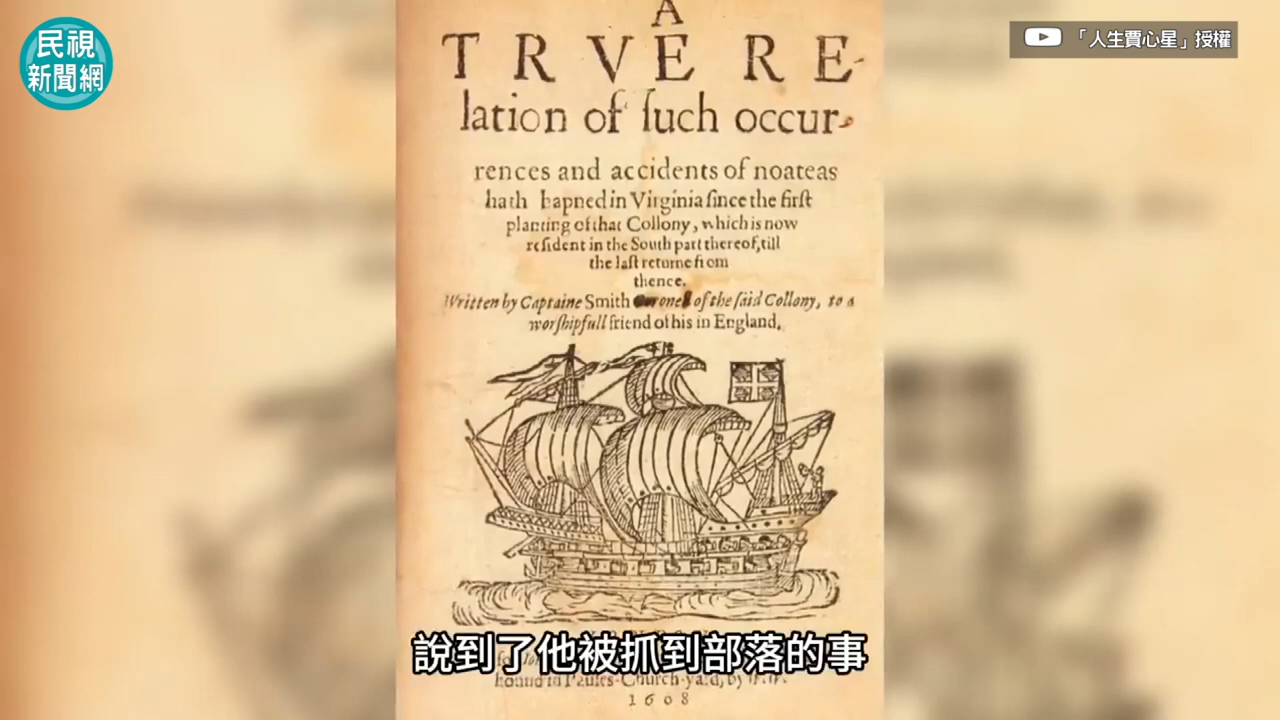 民視
新聞網
「人生賈心星」授權
A
TRVE RE-
lation of ſuch occur-
rences and accidents of noate as
hath hapned in Virginia ſince the firſt
planting of that Collony, which is now
reſident in the South part thereof, till
the laſt returne from
thence.
Written by Captaine Smith of the ſaid Collony, to a
worſhipfull friend of his in England.
說到了他被抓到部落的事
Paules-Church-yard, by W.W.
1608